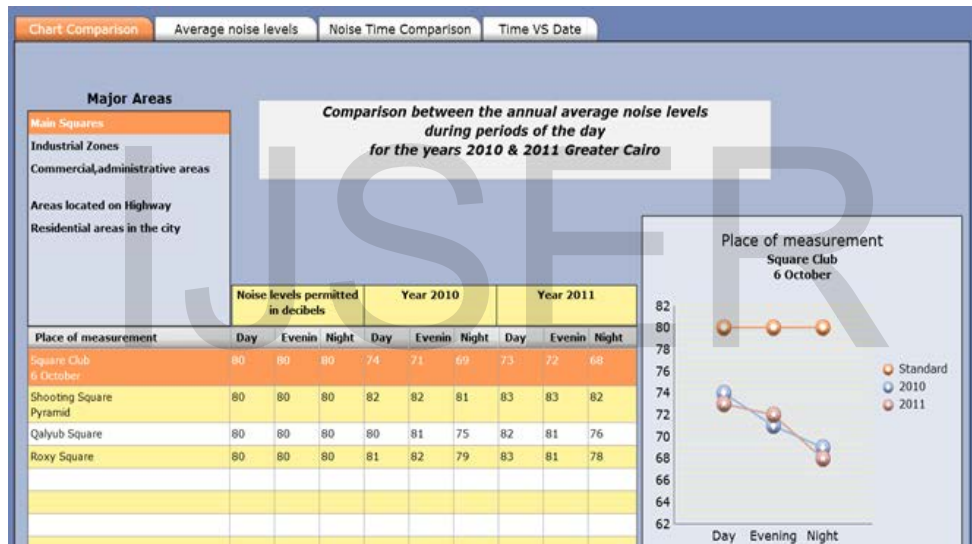 Chart Comparison Average noise levels Noise Time Comparison Time VS Date
Major Areas
Main Squares
Industrial Zones
Commercial,administrative areas
Areas located on Highway
Residential areas in the city
Comparison between the annual average noise levels
during periods of the day
for the years 2010 & 2011 Greater Cairo
Noise levels permitted Year 2010 Year 2011
in decibels
Place of measurement Day Evenin Night Day Evenin Night Day Evenin Night
Square Club 80 80 80 74 71 69 73 72 68
6 October
Shooting Square 80 80 80 82 82 81 83 83 82
Pyramid
Qalyub Square 80 80 80 80 81 75 82 81 76
Roxy Square 80 80 80 81 82 79 83 81 78
Place of measurement
Square Club
6 October
82
80
78
76
74
72
70
68
66
64
62
Day Evening Night
Standard
2010
2011
IJSER